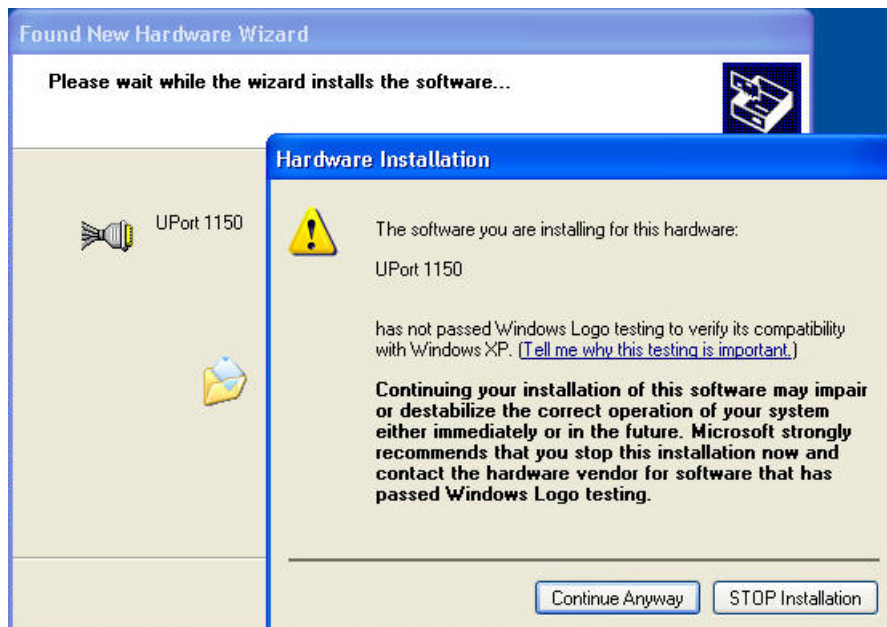 Found New Hardware Wizard
Please wait while the wizard installs the software...
UPort 1150
Hardware Installation
The software you are installing for this hardware:
UPort 1150
has not passed Windows Logo testing to verify its compatibility
with Windows XP. (Tell me why this testing is important.)
Continuing your installation of this software may impair
or destabilize the correct operation of your system
either immediately or in the future. Microsoft strongly
recommends that you stop this installation now and
contact the hardware vendor for software that has
passed Windows Logo testing.
Continue Anyway
STOP Installation